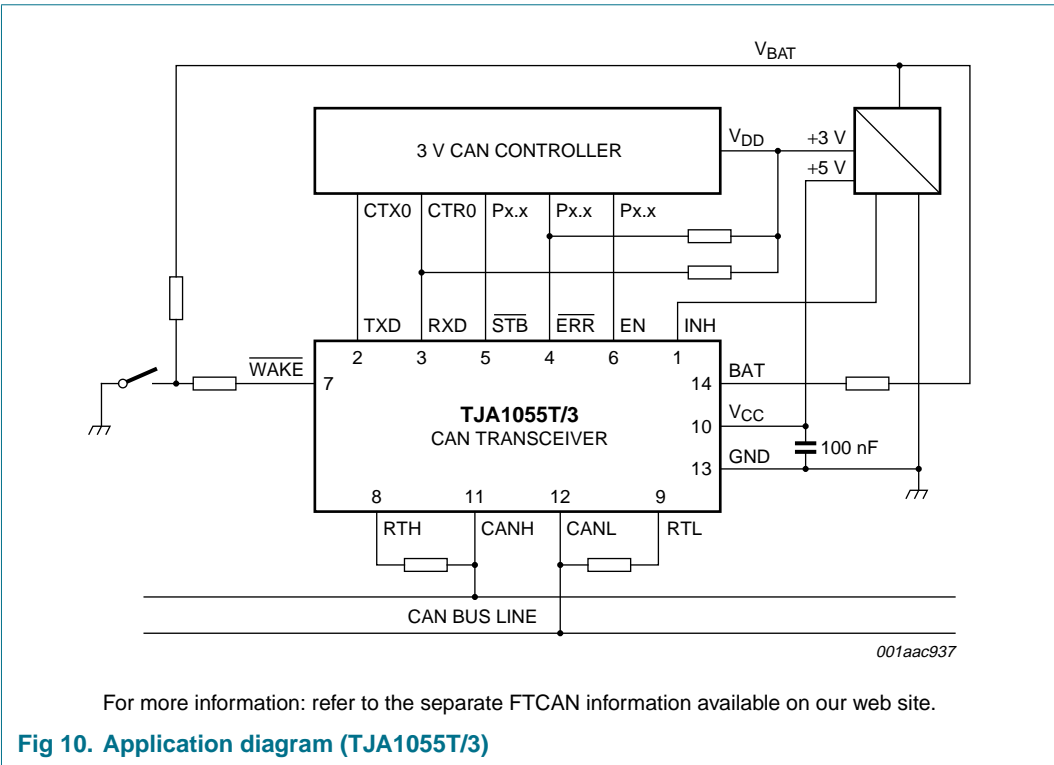 VBAT
3 V CAN CONTROLLER
VDD
+3 V
+5 V
CTX0 CTR0 Px.x Px.x Px.x
TXD RXD STB ERR EN INH
2 3 5 4 6 1
WAKE
7
14 BAT
TJA1055T/3
CAN TRANSCEIVER
10 VCC
100 nF
13 GND
8 11 12 9
RTH CANH CANL RTL
CAN BUS LINE
001aac937
For more information: refer to the separate FTCAN information available on our web site.
Fig 10. Application diagram (TJA1055T/3)